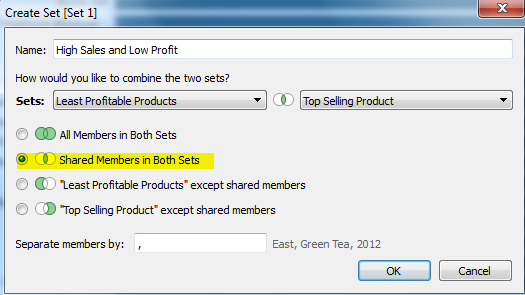 Create Set [Set 1]
Name: High Sales and Low Profit
How would you like to combine the two sets?
Sets: Least Profitable Products Top Selling Product
All Members in Both Sets
Shared Members in Both Sets
"Least Profitable Products" except shared members
"Top Selling Product" except shared members
Separate members by: , East, Green Tea, 2012
OK Cancel